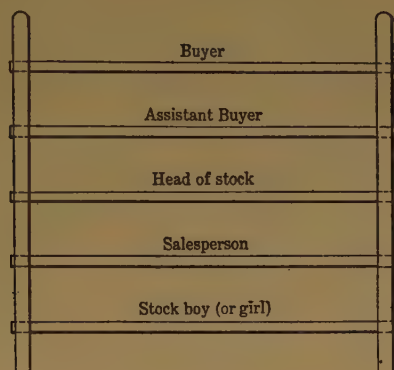 Buyer
Assistant Buyer
Head of stock
Salesperson
Stock boy (or girl)